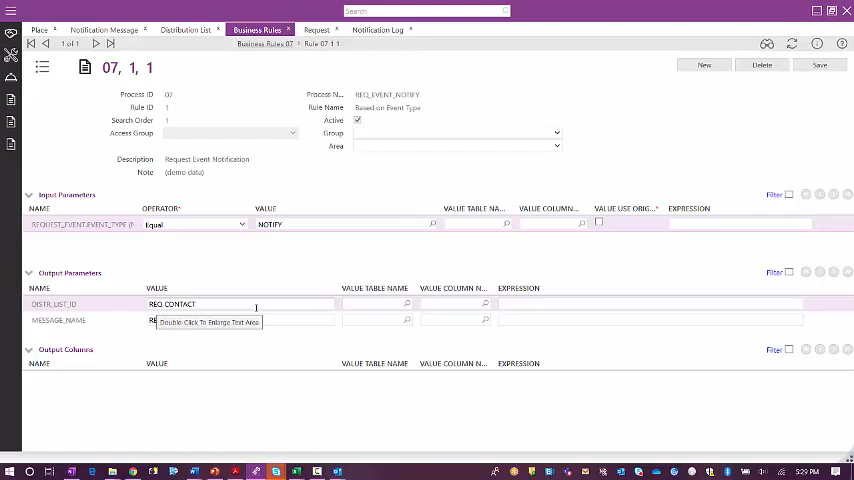 Search
Place x Notification Message x Distribution List x Business Rules x Request x Notification Log x
1 of 1 Business Rules 07 > Rule 07 1 1
07, 1, 1 New Delete Save
Process ID 07 Process N... REQ_EVENT_NOTIFY
Rule ID 1 Rule Name Based on Event Type
Search Order 1 Active
Access Group Group
Area
Description Request Event Notification
Note (demo data)
Input Parameters Filter
NAME OPERATOR* VALUE VALUE TABLE NA... VALUE COLUMN... VALUE USE ORIG...* EXPRESSION
REQUEST_EVENT.EVENT_TYPE (N Equal NOTIFY
Output Parameters Filter
NAME VALUE VALUE TABLE NAME VALUE COLUMN N... EXPRESSION
DISTR_LIST_ID REQ CONTACT
MESSAGE_NAME RE
Double-Click To Enlarge Text Area
Output Columns Filter
NAME VALUE VALUE TABLE NAME VALUE COLUMN N... EXPRESSION
5:29 PM